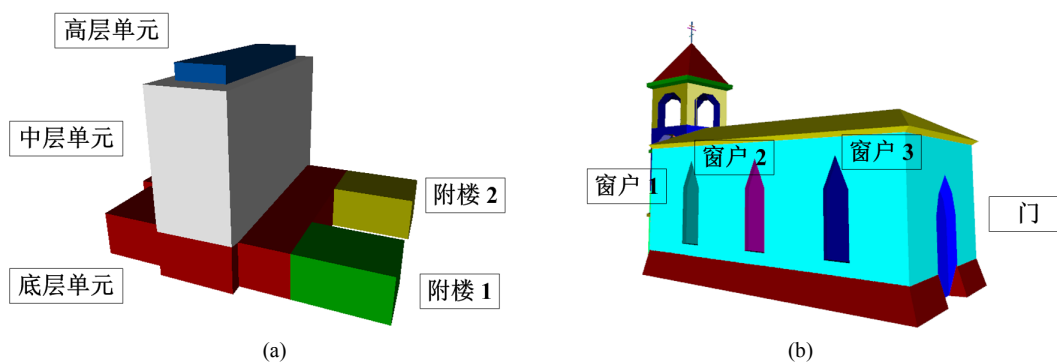 高层单元
中层单元
底层单元
附楼 2
附楼 1
(a)
窗户 1
窗户 2
窗户 3
门
(b)